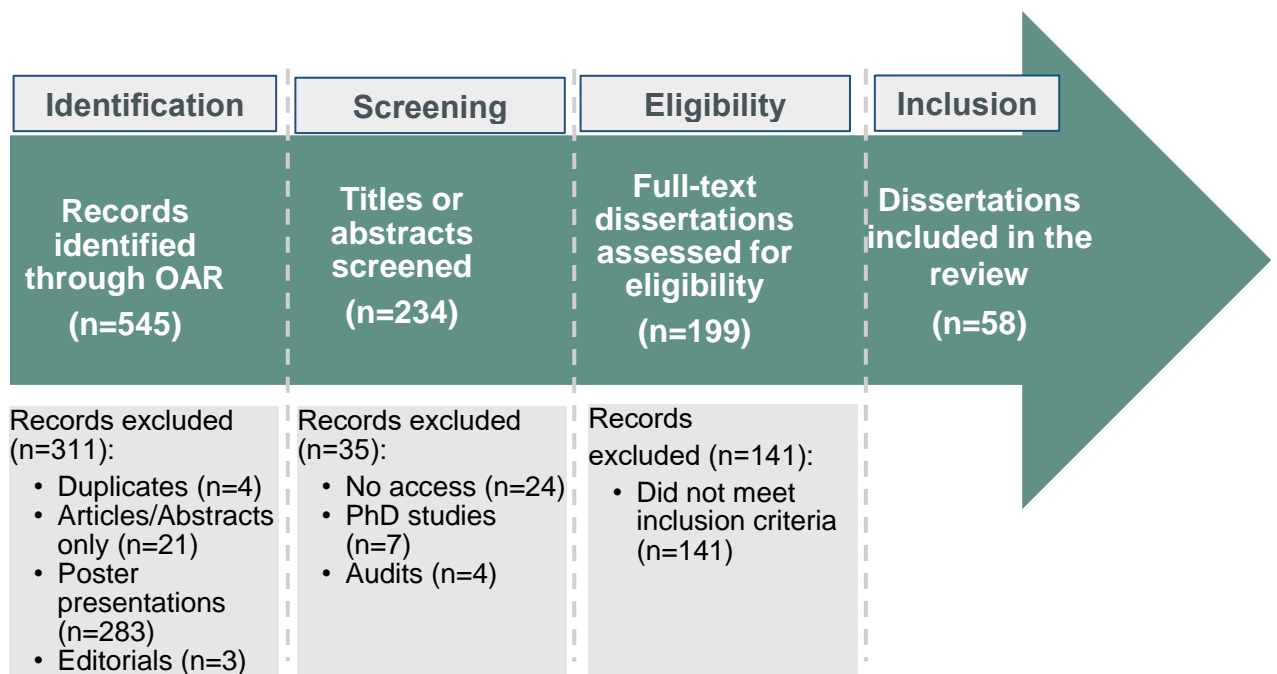 Identification
Records
identified
through OAR
(n=545)
Records excluded
(n=311):
• Duplicates (n=4)
• Articles/Abstracts
only (n=21)
• Poster
presentations
(n=283)
• Editorials (n=3)
Screening
Titles or
abstracts
screened
(n=234)
Records excluded
(n=35):
• No access (n=24)
• PhD studies
(n=7)
• Audits (n=4)
Eligibility
Full-text
dissertations
assessed for
eligibility
(n=199)
Records
excluded (n=141):
• Did not meet
inclusion criteria
(n=141)
Inclusion
Dissertations
included in the
review
(n=58)